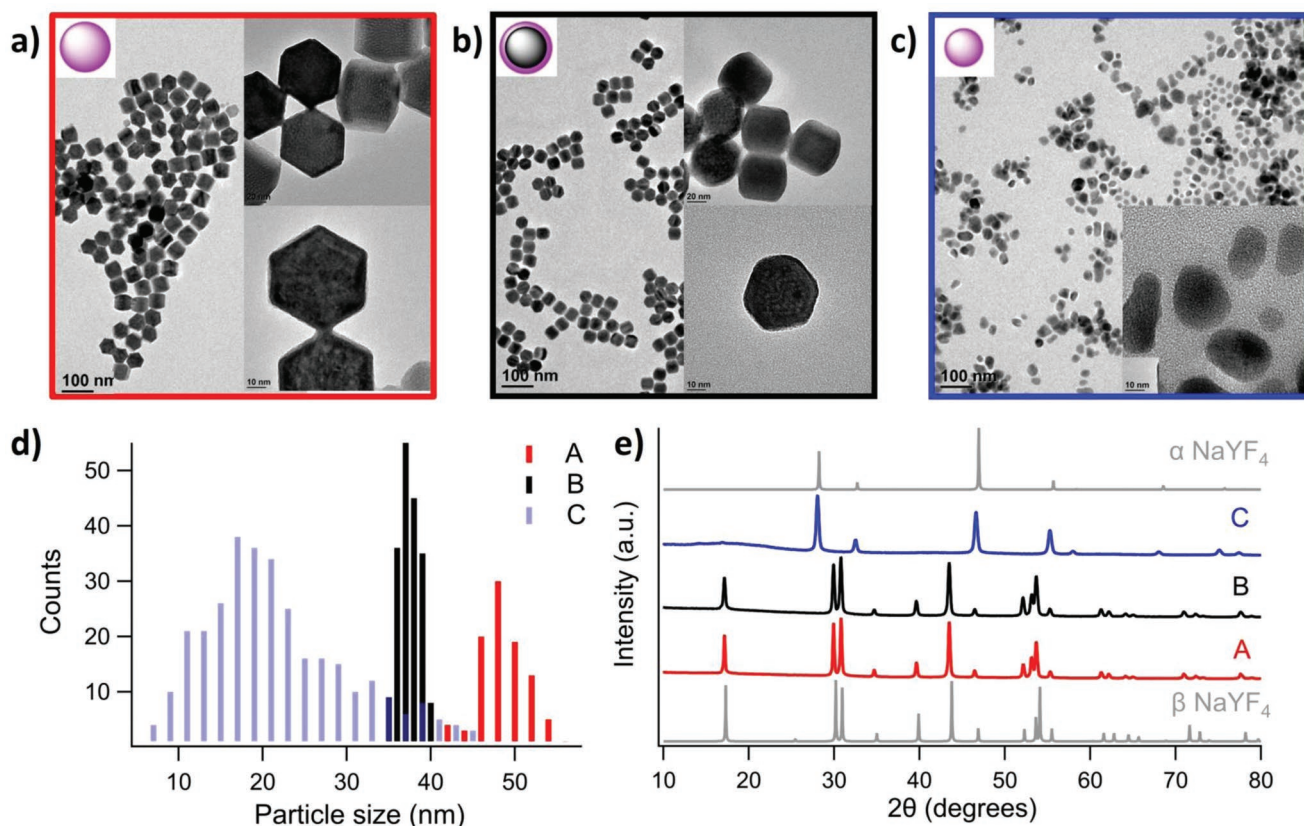 a)
b)
c)
20 nm
20 nm
100 nm
10 nm
100 nm
10 nm
100 nm
10 nm
d)
A
B
C
50
40
30
20
10
Counts
10
20
30
40
50
Particle size (nm)
e)
α NaYF4
C
B
A
β NaYF4
Intensity (a.u.)
10
20
30
40
50
60
70
80
2θ (degrees)